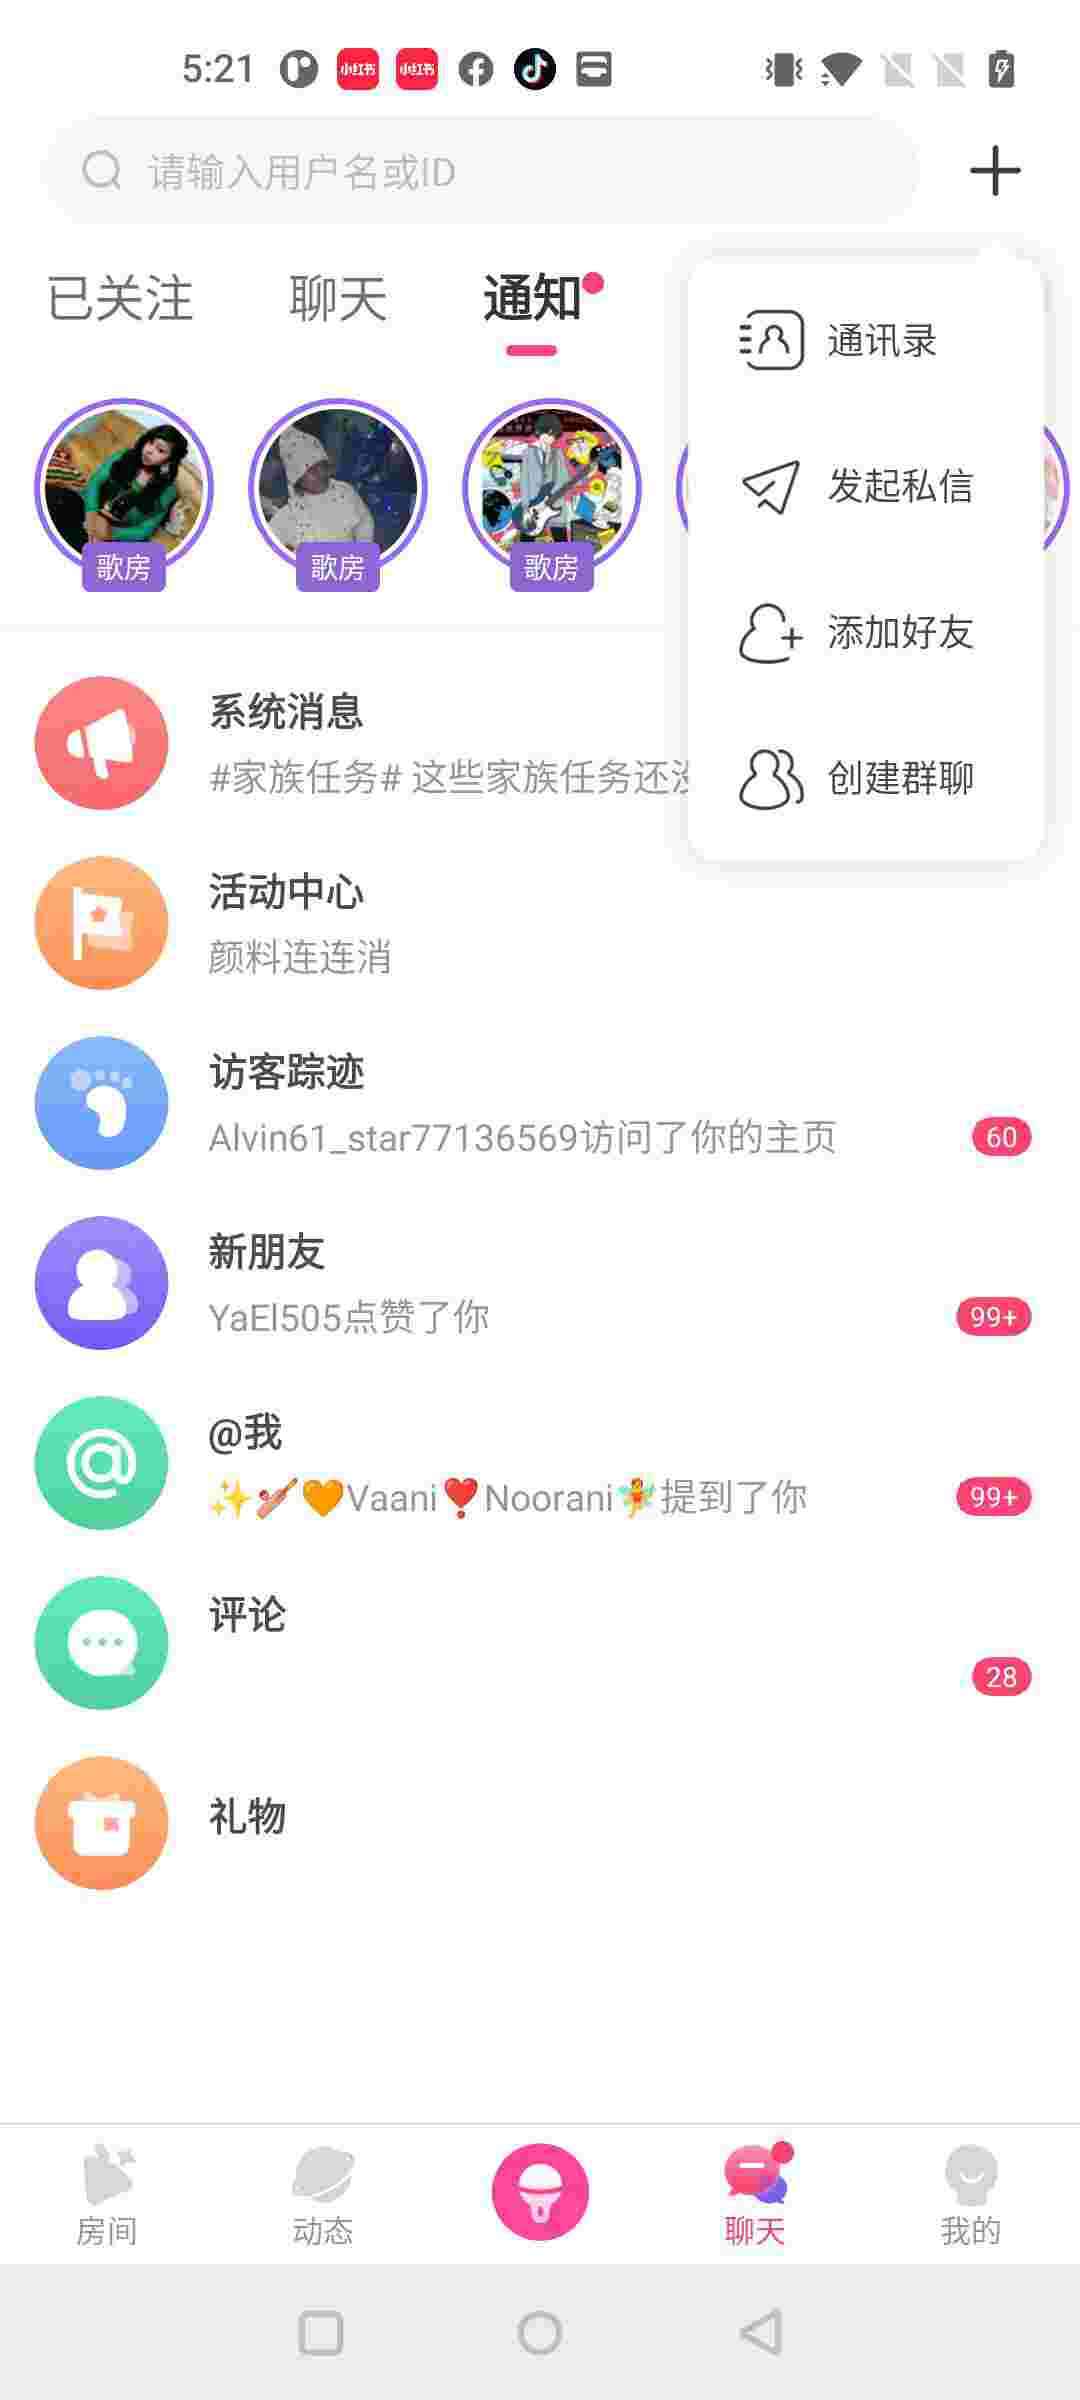 5:21
小红书
小红书
请输入用户名或ID
已关注
聊天
通知
通讯录
发起私信
添加好友
创建群聊
歌房
歌房
歌房
系统消息
#家族任务# 这些家族任务还
活动中心
颜料连连消
访客踪迹
Alvin61_star77136569访问了你的主页
60
新朋友
YaEl505点赞了你
99+
@我
✨🏏🧡Vaani❣️Noorani🧚提到了你
99+
评论
28
礼物
房间
动态
聊天
我的